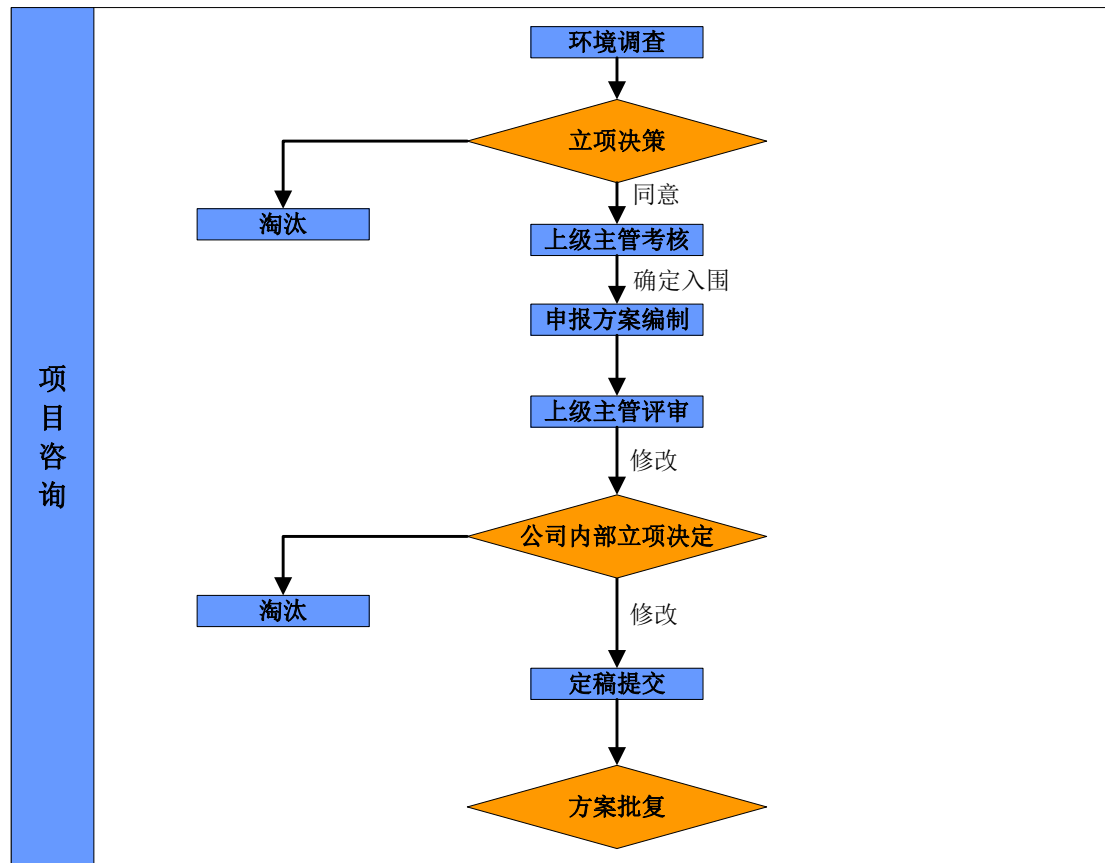 项
目
咨
询
环境调查
立项决策
同意
淘汰
上级主管考核
确定入围
申报方案编制
上级主管评审
修改
公司内部立项决定
淘汰
修改
定稿提交
方案批复